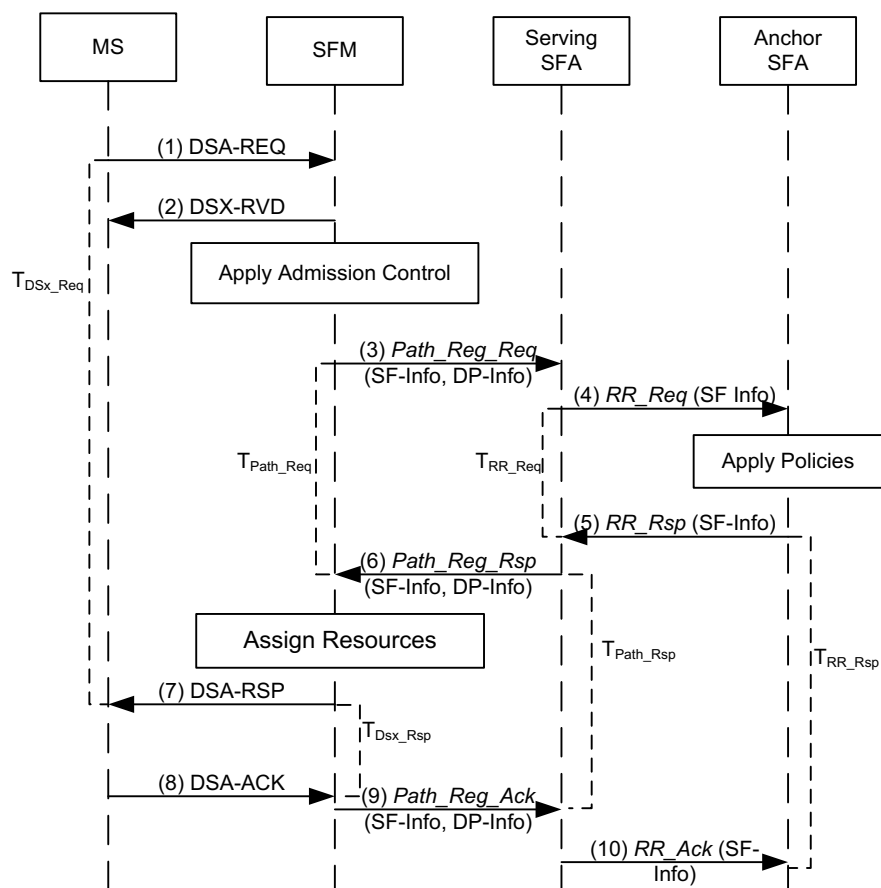 MS
SFM
Serving
SFA
Anchor
SFA
(1) DSA-REQ
(2) DSX-RVD
Apply Admission Control
TDSx_Req
(3) Path_Reg_Req
(SF-Info, DP-Info)
(4) RR_Req (SF Info)
TPath_Req
TRR_Req
Apply Policies
(5) RR_Rsp (SF-Info)
(6) Path_Reg_Rsp
(SF-Info, DP-Info)
Assign Resources
TPath_Rsp
TRR_Rsp
(7) DSA-RSP
TDsx_Rsp
(8) DSA-ACK
(9) Path_Reg_Ack
(SF-Info, DP-Info)
(10) RR_Ack (SF-
Info)